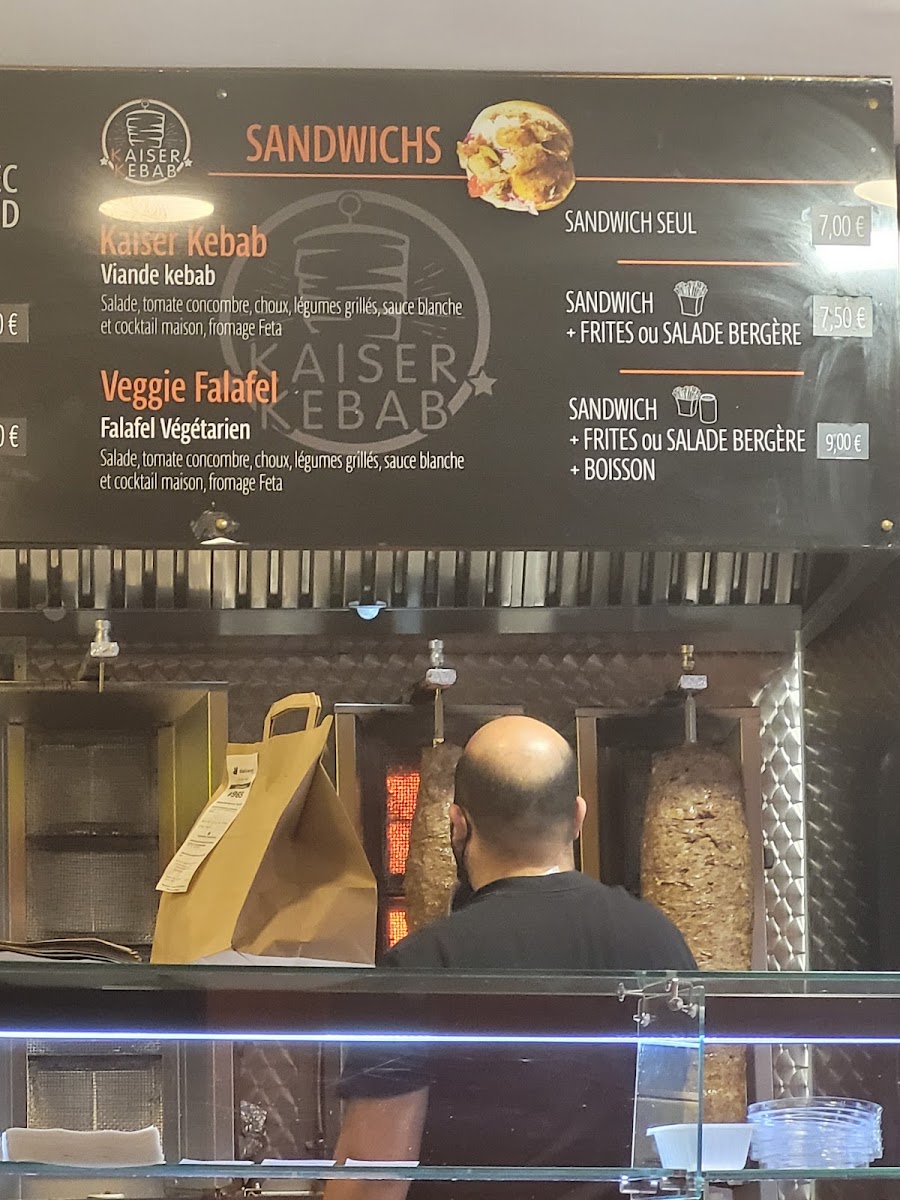 KAISER
KEBAB
SANDWICHS
EC
D
0 €
0 €
Kaiser Kebab
Viande kebab
Salade, tomate concombre, choux, légumes grillés, sauce blanche
et cocktail maison, fromage Feta
KAISER
KEBAB
Veggie Falafel
Falafel Végétarien
Salade, tomate concombre, choux, légumes grillés, sauce blanche
et cocktail maison, fromage Feta
SANDWICH SEUL 7,00 €
SANDWICH
+ FRITES ou SALADE BERGÈRE 7,50 €
SANDWICH
+ FRITES ou SALADE BERGÈRE 9,00 €
+ BOISSON